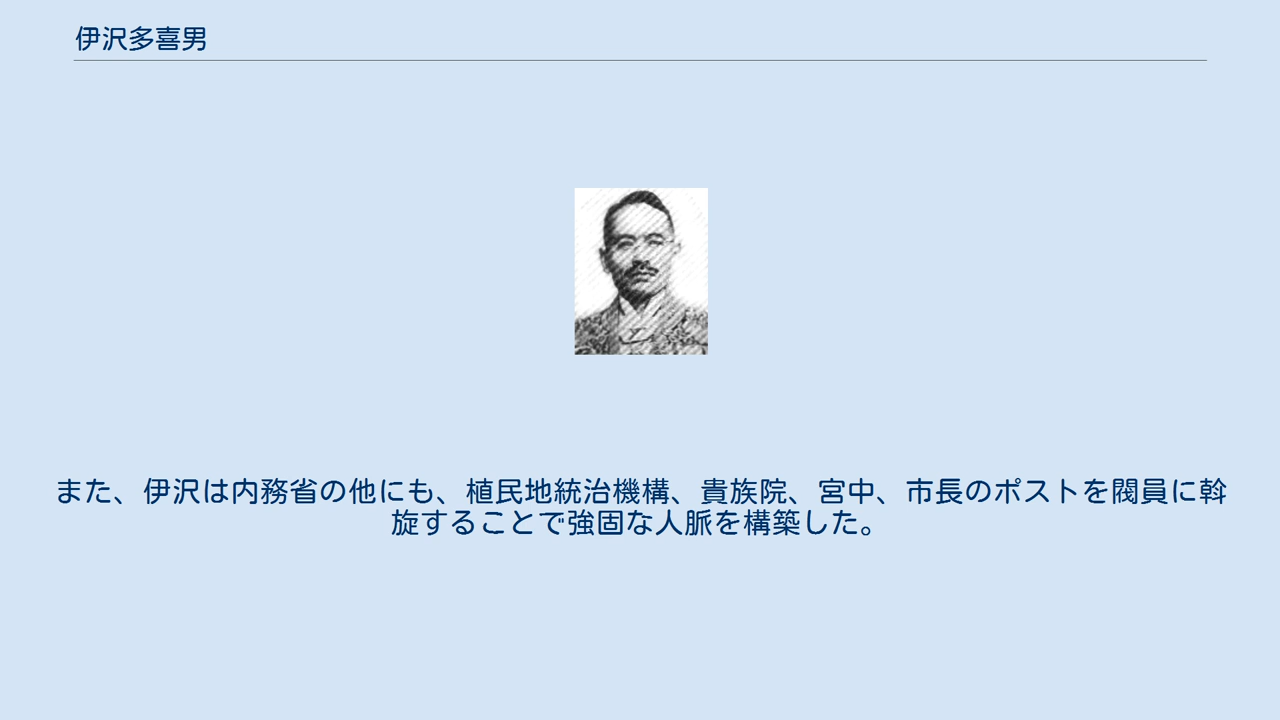 伊沢多喜男
また、伊沢は内務省の他にも、植民地統治機構、貴族院、宮中、市長のポストを閥員に斡
旋することで強固な人脈を構築した。